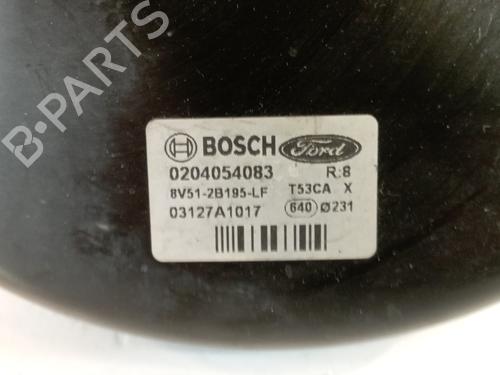 B-PARTS
BOSCH Ford
0204054083 R:8
8V51-2B195-LF T53CA X
03127A1017 640 Ø231